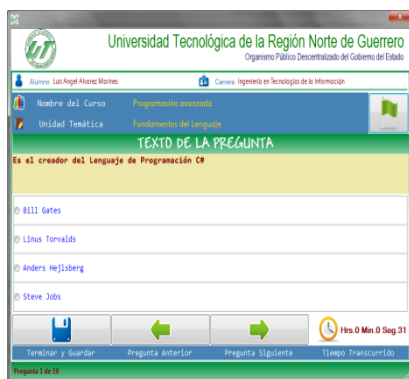 Universidad Tecnológica de la Región Norte de Guerrero
Organismo Público Descentralizado del Gobierno del Estado
Alumno: Luis Angel Alvarez Morines Carrera: Ingeniería en Tecnologías de la Información
Nombre del Curso Programación avanzada
Unidad Temática Fundamentos del Lenguaje
TEXTO DE LA PREGUNTA
Es el creador del Lenguaje de Programación C#
Bill Gates
Linus Torvalds
Anders Hejlsberg
Steve Jobs
Hrs.0 Min.0 Seg.31
Terminar y Guardar Pregunta Anterior Pregunta Siguiente Tiempo Transcurrido
Pregunta 1 de 10